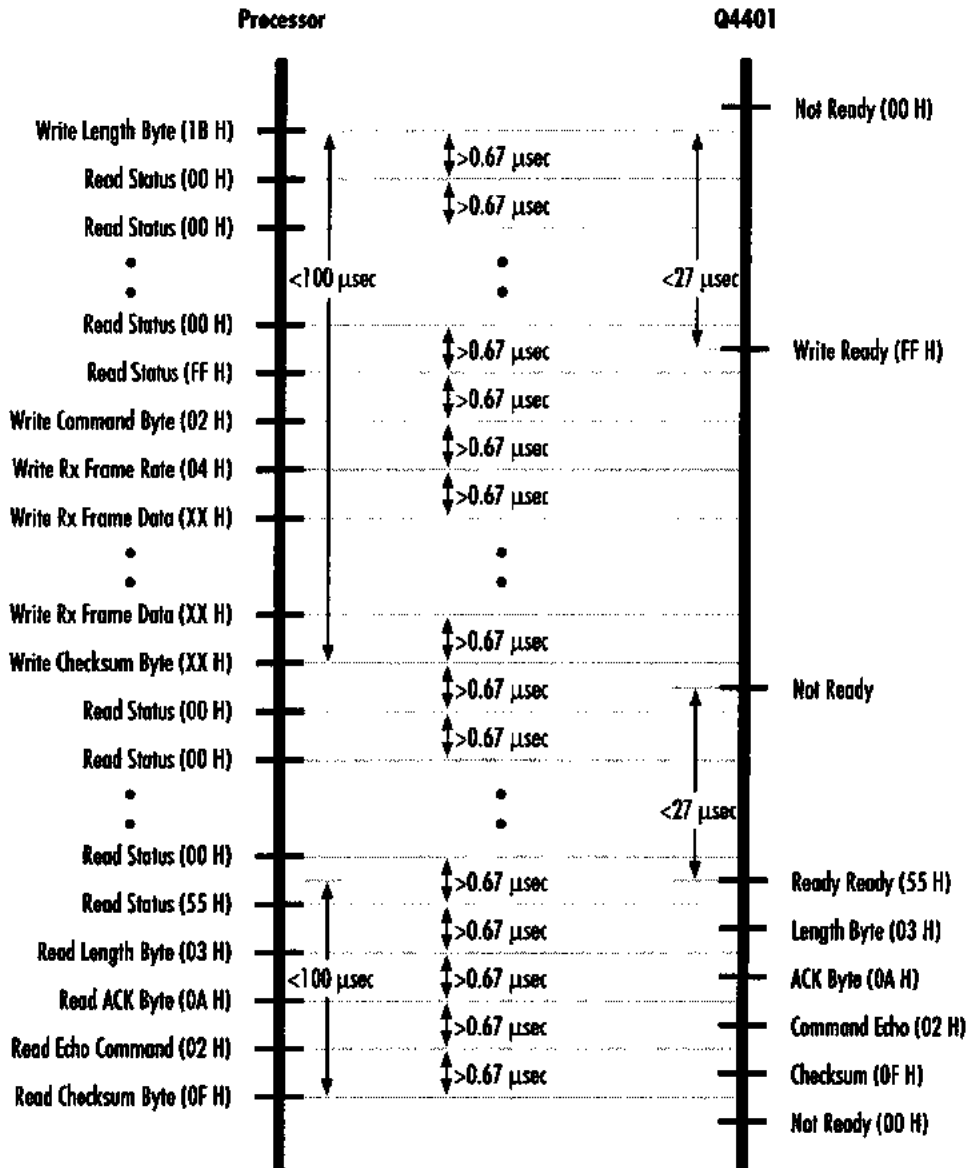 Processor
Q4401
Not Ready (00 H)
Write Length Byte (1B H)
>0.67 µsec
Read Status (00 H)
>0.67 µsec
Read Status (00 H)
<100 µsec
<27 µsec
Read Status (00 H)
>0.67 µsec
Write Ready (FF H)
Read Status (FF H)
>0.67 µsec
Write Command Byte (02 H)
>0.67 µsec
Write Rx Frame Rate (04 H)
>0.67 µsec
Write Rx Frame Data (XX H)
Write Rx Frame Data (XX H)
>0.67 µsec
Write Checksum Byte (XX H)
>0.67 µsec
Not Ready
Read Status (00 H)
>0.67 µsec
Read Status (00 H)
<27 µsec
Read Status (00 H)
>0.67 µsec
Ready Ready (55 H)
Read Status (55 H)
>0.67 µsec
Length Byte (03 H)
Read Length Byte (03 H)
<100 µsec
>0.67 µsec
ACK Byte (0A H)
Read ACK Byte (0A H)
>0.67 µsec
Command Echo (02 H)
Read Echo Command (02 H)
>0.67 µsec
Checksum (0F H)
Read Checksum Byte (0F H)
Not Ready (00 H)